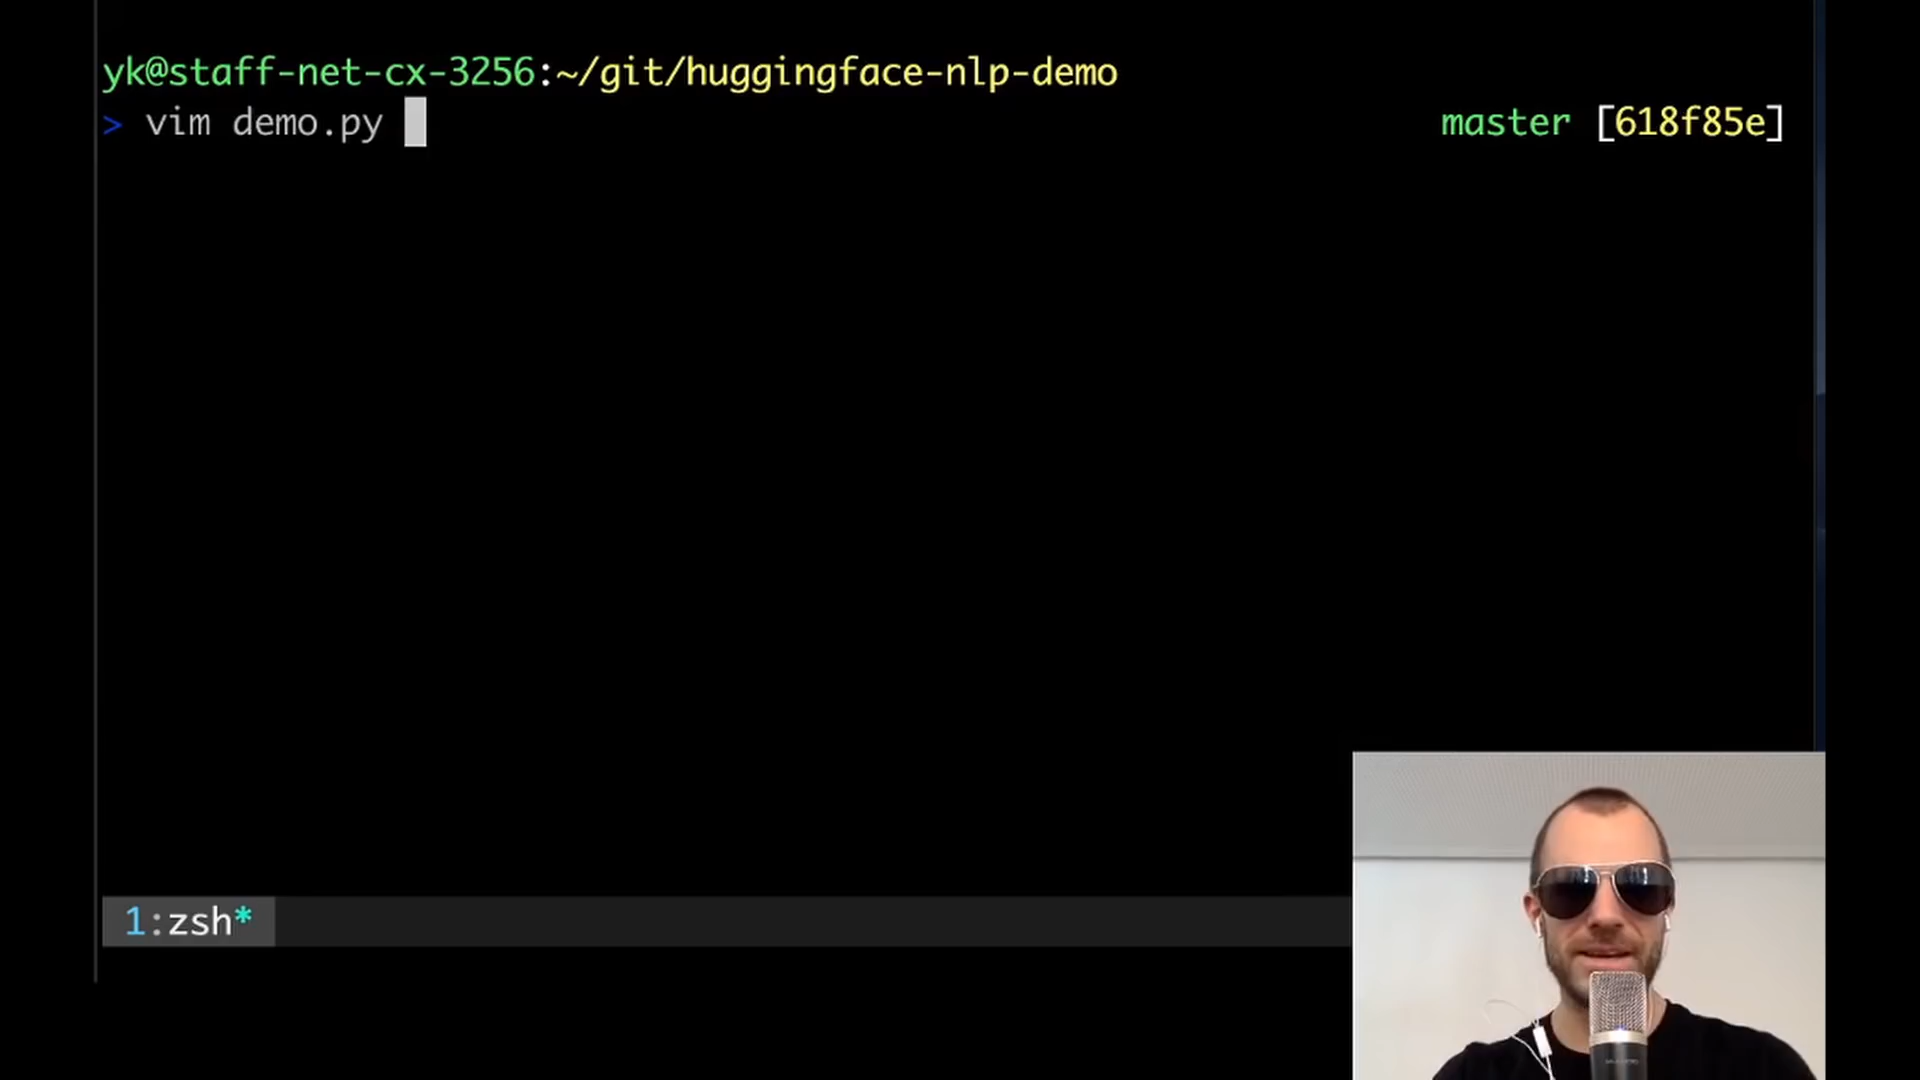 yk@staff-net-cx-3256:~/git/huggingface-nlp-demo
> vim demo.py master [618f85e]
1:zsh*